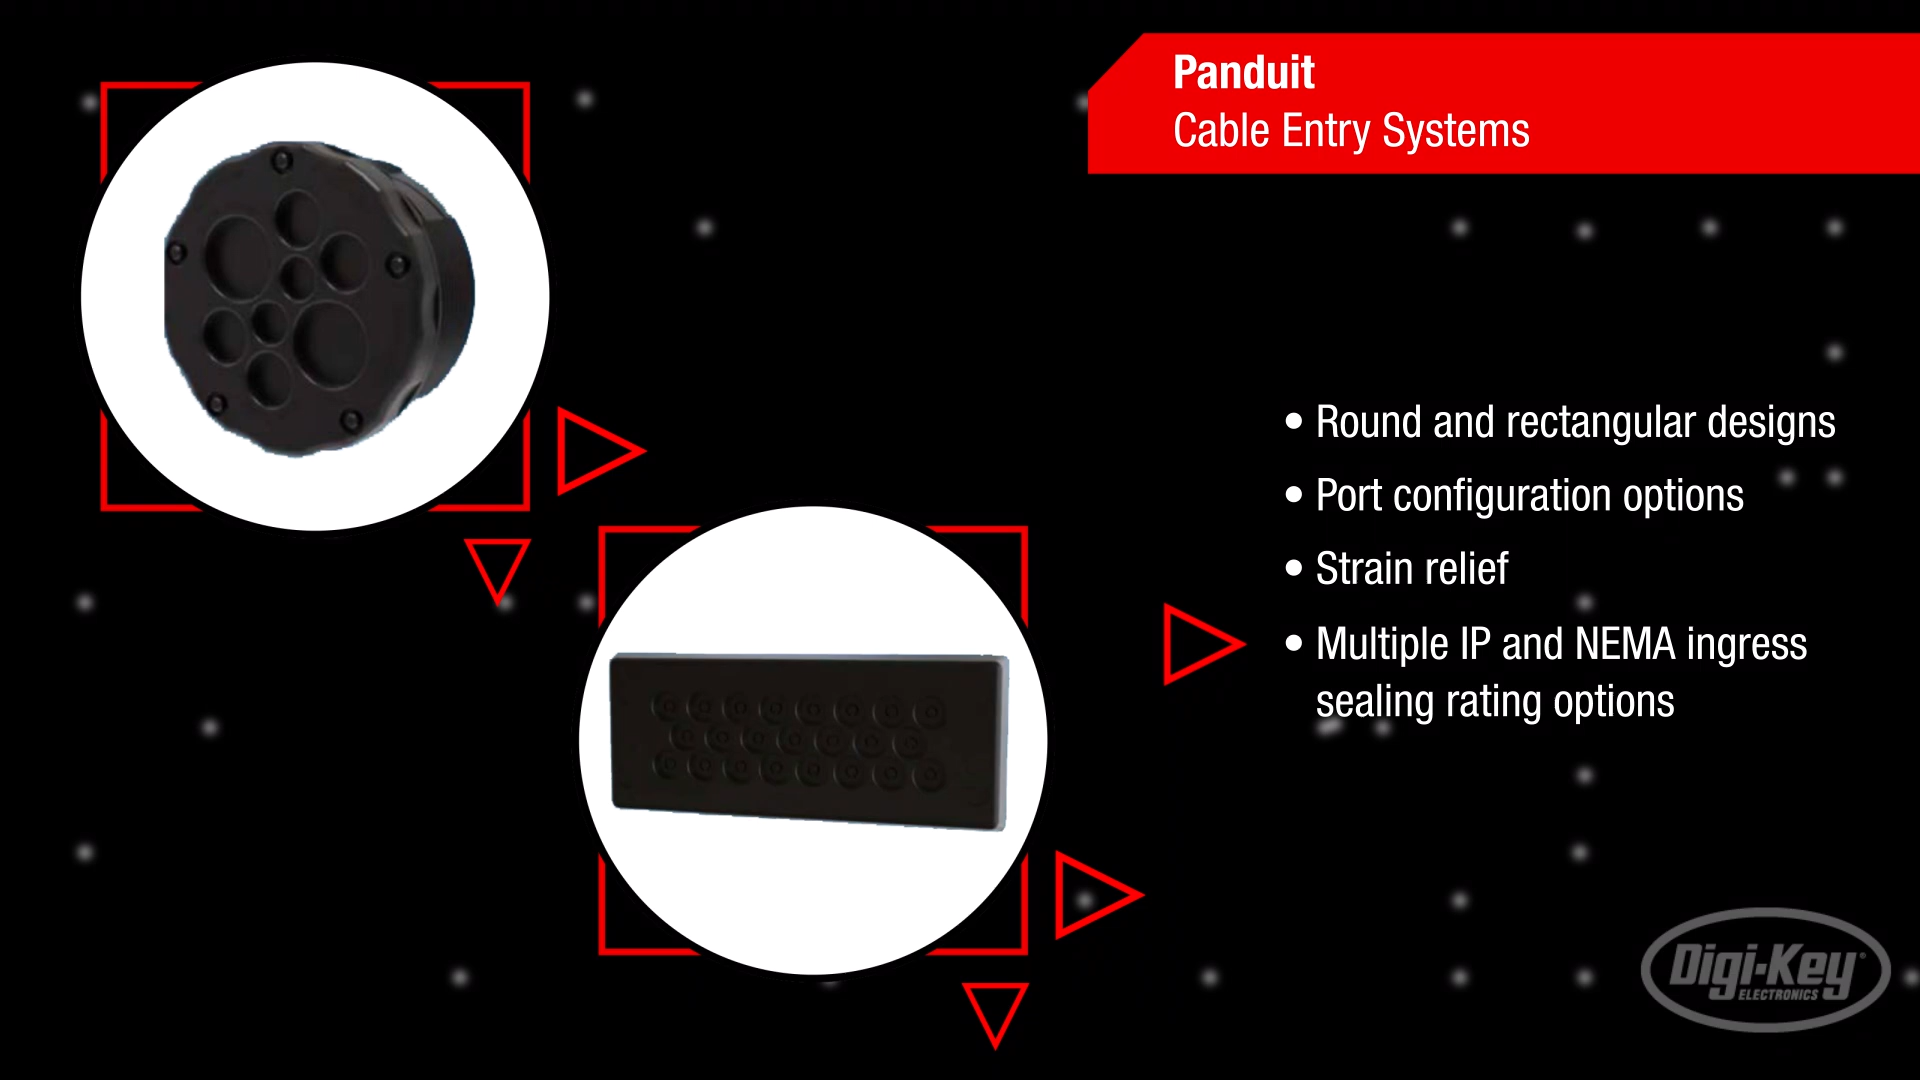 Panduit
Cable Entry Systems
• Round and rectangular designs
• Port configuration options
• Strain relief
• Multiple IP and NEMA ingress
sealing rating options
Digi-Key®
ELECTRONICS